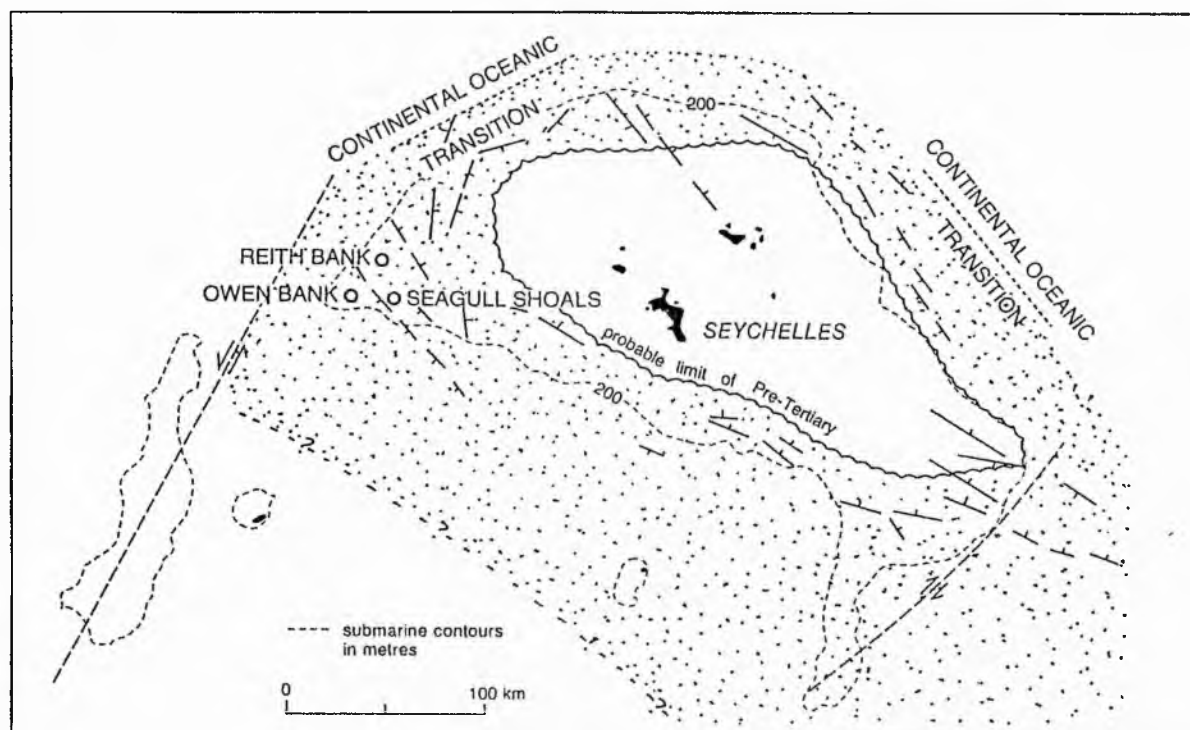 CONTINENTAL OCEANIC
TRANSITION
200
CONTINENTAL OCEANIC
TRANSITION
REITH BANK
OWEN BANK
SEAGULL SHOALS
SEYCHELLES
probable limit of Pre-Tertiary
200
?
?
?
submarine contours
in metres
0 100 km